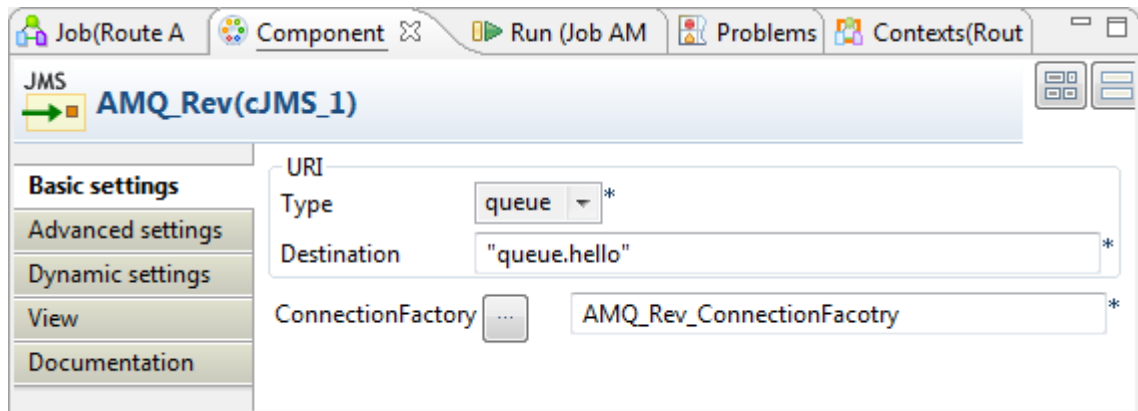 Job(Route A Component Run (Job AM Problems Contexts(Rout
JMS
AMQ_Rev(cJMS_1)
URI
Basic settings
Type queue *
Advanced settings
Destination "queue.hello" *
Dynamic settings
View
ConnectionFactory ... AMQ_Rev_ConnectionFacotry *
Documentation